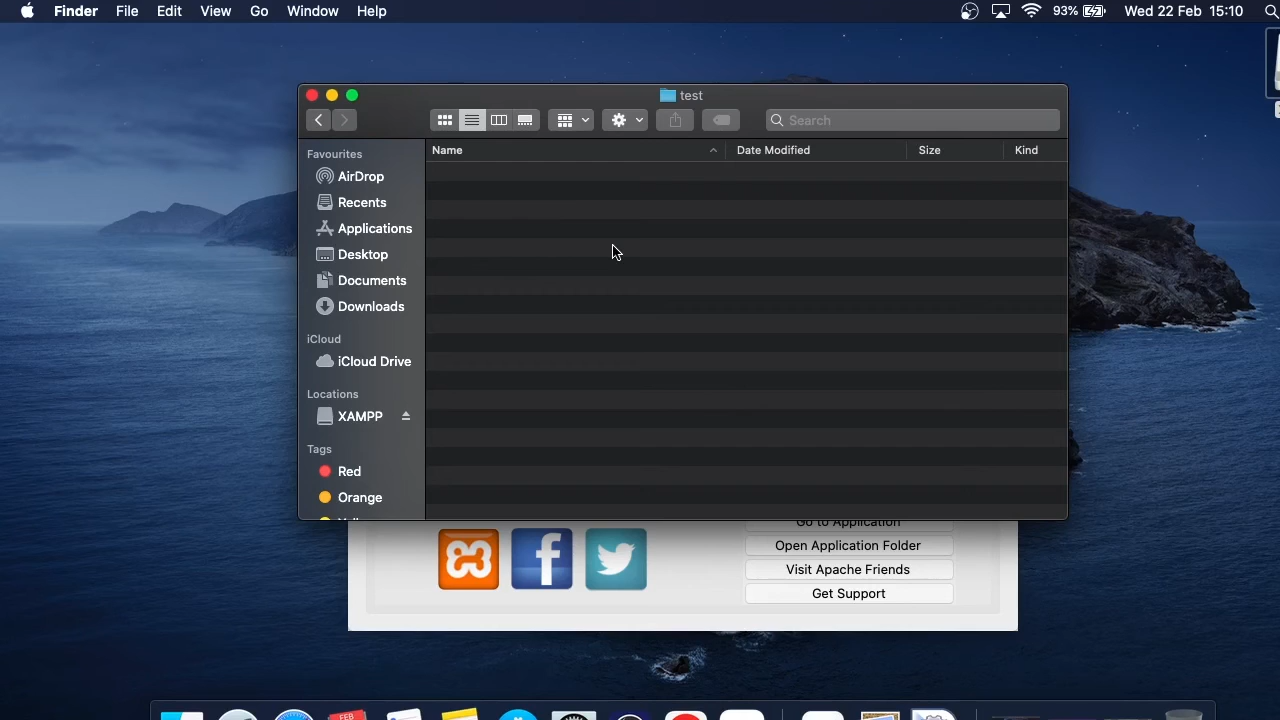 Finder File Edit View Go Window Help
93% Wed 22 Feb 15:10
test
Search
Favourites
AirDrop
Recents
Applications
Desktop
Documents
Downloads
iCloud
iCloud Drive
Locations
XAMPP
Tags
Red
Orange
Name Date Modified Size Kind
Go to Application
Open Application Folder
Visit Apache Friends
Get Support
FEB